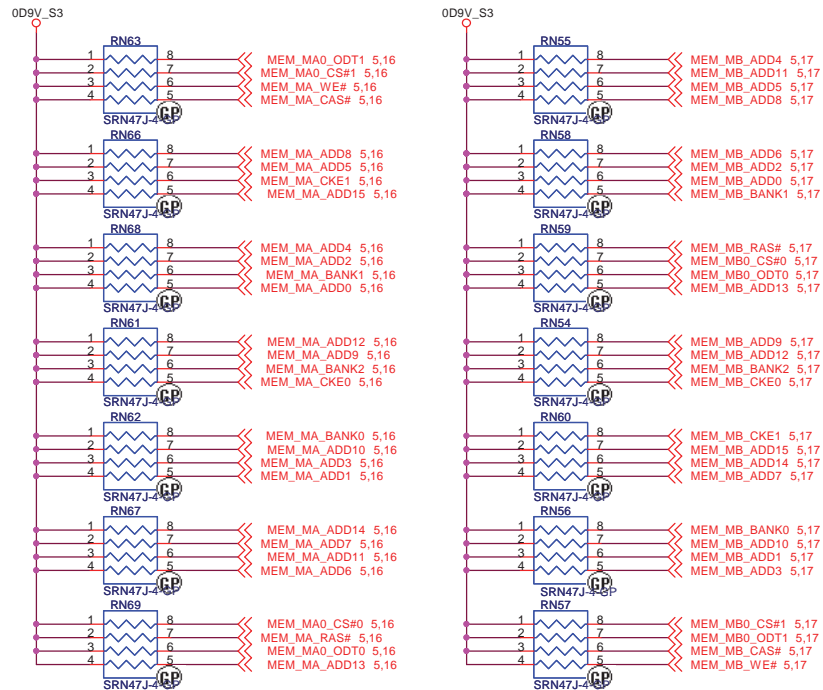 0D9V_S3
RN63
1 8 MEM_MA0_ODT1 5,16
2 7 MEM_MA0_CS#1 5,16
3 6 MEM_MA_WE# 5,16
4 5 MEM_MA_CAS# 5,16
SRN47J-4-GP
GP
RN66
1 8 MEM_MA_ADD8 5,16
2 7 MEM_MA_ADD5 5,16
3 6 MEM_MA_CKE1 5,16
4 5 MEM_MA_ADD15 5,16
SRN47J-4-GP
GP
RN68
1 8 MEM_MA_ADD4 5,16
2 7 MEM_MA_ADD2 5,16
3 6 MEM_MA_BANK1 5,16
4 5 MEM_MA_ADD0 5,16
SRN47J-4-GP
GP
RN61
1 8 MEM_MA_ADD12 5,16
2 7 MEM_MA_ADD9 5,16
3 6 MEM_MA_BANK2 5,16
4 5 MEM_MA_CKE0 5,16
SRN47J-4-GP
GP
RN62
1 8 MEM_MA_BANK0 5,16
2 7 MEM_MA_ADD10 5,16
3 6 MEM_MA_ADD3 5,16
4 5 MEM_MA_ADD1 5,16
SRN47J-4-GP
GP
RN67
1 8 MEM_MA_ADD14 5,16
2 7 MEM_MA_ADD7 5,16
3 6 MEM_MA_ADD11 5,16
4 5 MEM_MA_ADD6 5,16
SRN47J-4-GP
GP
RN69
1 8 MEM_MA0_CS#0 5,16
2 7 MEM_MA_RAS# 5,16
3 6 MEM_MA0_ODT0 5,16
4 5 MEM_MA_ADD13 5,16
SRN47J-4-GP
GP
0D9V_S3
RN55
1 8 MEM_MB_ADD4 5,17
2 7 MEM_MB_ADD11 5,17
3 6 MEM_MB_ADD5 5,17
4 5 MEM_MB_ADD8 5,17
SRN47J-4-GP
GP
RN58
1 8 MEM_MB_ADD6 5,17
2 7 MEM_MB_ADD2 5,17
3 6 MEM_MB_ADD0 5,17
4 5 MEM_MB_BANK1 5,17
SRN47J-4-GP
GP
RN59
1 8 MEM_MB_RAS# 5,17
2 7 MEM_MB0_CS#0 5,17
3 6 MEM_MB0_ODT0 5,17
4 5 MEM_MB_ADD13 5,17
SRN47J-4-GP
GP
RN54
1 8 MEM_MB_ADD9 5,17
2 7 MEM_MB_ADD12 5,17
3 6 MEM_MB_BANK2 5,17
4 5 MEM_MB_CKE0 5,17
SRN47J-4-GP
GP
RN60
1 8 MEM_MB_CKE1 5,17
2 7 MEM_MB_ADD15 5,17
3 6 MEM_MB_ADD14 5,17
4 5 MEM_MB_ADD7 5,17
SRN47J-4-GP
GP
RN56
1 8 MEM_MB_BANK0 5,17
2 7 MEM_MB_ADD10 5,17
3 6 MEM_MB_ADD1 5,17
4 5 MEM_MB_ADD3 5,17
SRN47J-4-GP
GP
RN57
1 8 MEM_MB0_CS#1 5,17
2 7 MEM_MB0_ODT1 5,17
3 6 MEM_MB_CAS# 5,17
4 5 MEM_MB_WE# 5,17
SRN47J-4-GP
GP